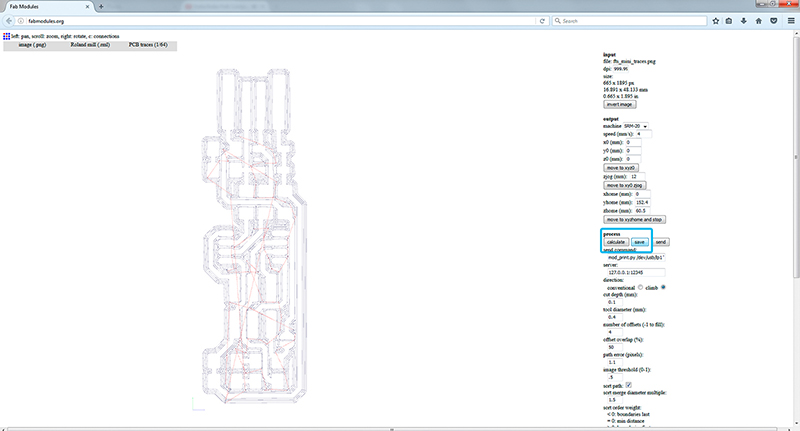 Fab Modules
fabmodules.org
Search
left: pan, scroll: zoom, right: rotate, c: connections
image (.png) Roland mill (.rml) PCB traces (1/64)
input
file: fts_mini_traces.png
dpi: 999.99
size:
665 x 1895 px
16.891 x 48.133 mm
0.665 x 1.895 in
invert image
output
machine SRM-20
speed (mm/s): 4
x0 (mm): 0
y0 (mm): 0
z0 (mm): 0
move to xyz0
zjog (mm): 12
move to xy0 zjog
xhome (mm): 0
yhome (mm): 152.4
zhome (mm): 60.5
move to xyzhome and stop
process
calculate save send
send command:
mod_print.py /dev/usb/lp1 '
server:
127.0.0.1:12345
direction:
conventional climb
cut depth (mm):
0.1
tool diameter (mm):
0.4
number of offsets (-1 to fill):
4
offset overlap (%):
50
path error (pixels):
1.1
image threshold (0-1):
.5
sort path:
sort merge diameter multiple:
1.5
sort order weight:
< 0: boundaries last
= 0: min distance